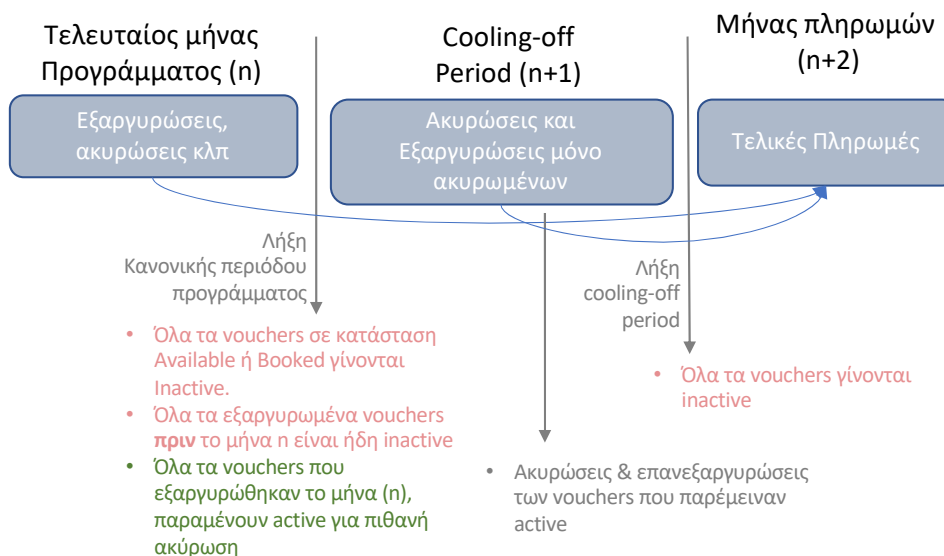 Τελευταίος μήνας
Προγράμματος (n)
Cooling-off
Period (n+1)
Μήνας πληρωμών
(n+2)
Εξαργυρώσεις,
ακυρώσεις κλπ
Ακυρώσεις και
Εξαργυρώσεις μόνο
ακυρωμένων
Τελικές Πληρωμές
Λήξη
Κανονικής περιόδου
προγράμματος
Λήξη
cooling-off
period
• Όλα τα vouchers σε κατάσταση
Available ή Booked γίνονται
Inactive.
• Όλα τα εξαργυρωμένα vouchers
πριν το μήνα n είναι ήδη inactive
• Όλα τα vouchers που
εξαργυρώθηκαν το μήνα (n),
παραμένουν active για πιθανή
ακύρωση
• Ακυρώσεις & επανεξαργυρώσεις
των vouchers που παρέμειναν
active
• Όλα τα vouchers γίνονται
inactive